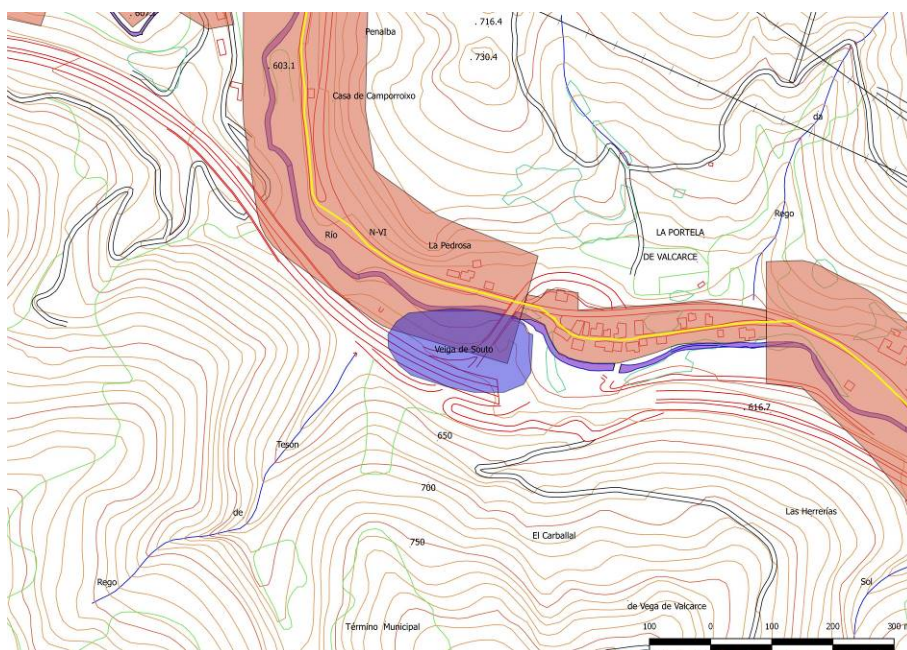 . 607.
Penalba
. 716.4
. 730.4
. 603.1
Casa de Camporroixo
da
Río
N-VI
La Pedrosa
Rego
LA PORTELA
DE VALCARCE
Veiga de Souto
. 616.7
650
Teson
700
de
Las Herrerías
750
El Carballal
Rego
Sol
de Vega de Valcarce
Término Municipal
100 0 100 200 300 m